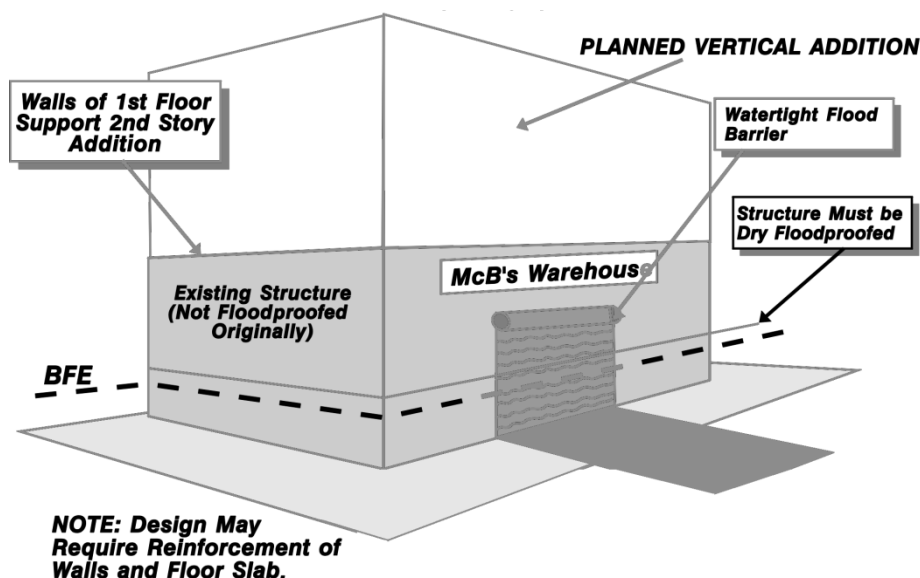 PLANNED VERTICAL ADDITION
Walls of 1st Floor
Support 2nd Story
Addition
Watertight Flood
Barrier
Structure Must be
Dry Floodproofed
McB's Warehouse
Existing Structure
(Not Floodproofed
Originally)
BFE
NOTE: Design May
Require Reinforcement of
Walls and Floor Slab.